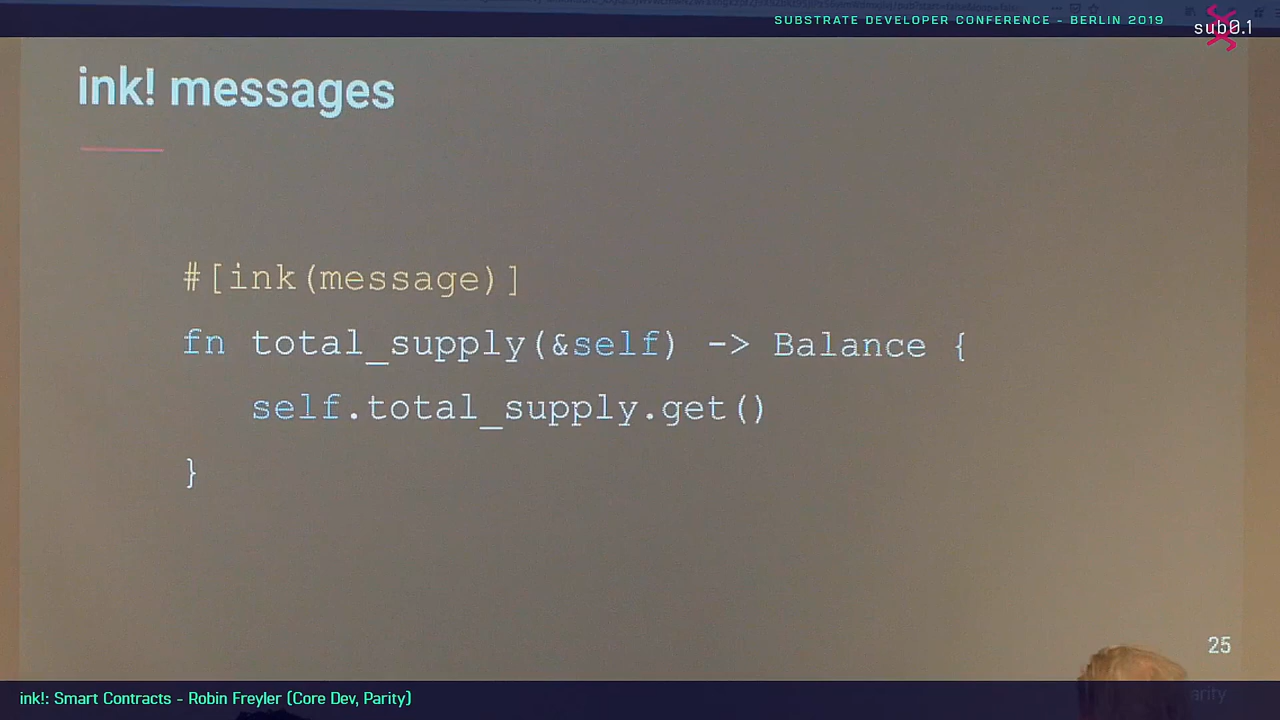 SUBSTRATE DEVELOPER CONFERENCE - BERLIN 2019
sub0.1
ink! messages
#[ink(message)]
fn total_supply(&self) -> Balance {
self.total_supply.get()
}
25
arity
ink!: Smart Contracts - Robin Freyler (Core Dev, Parity)